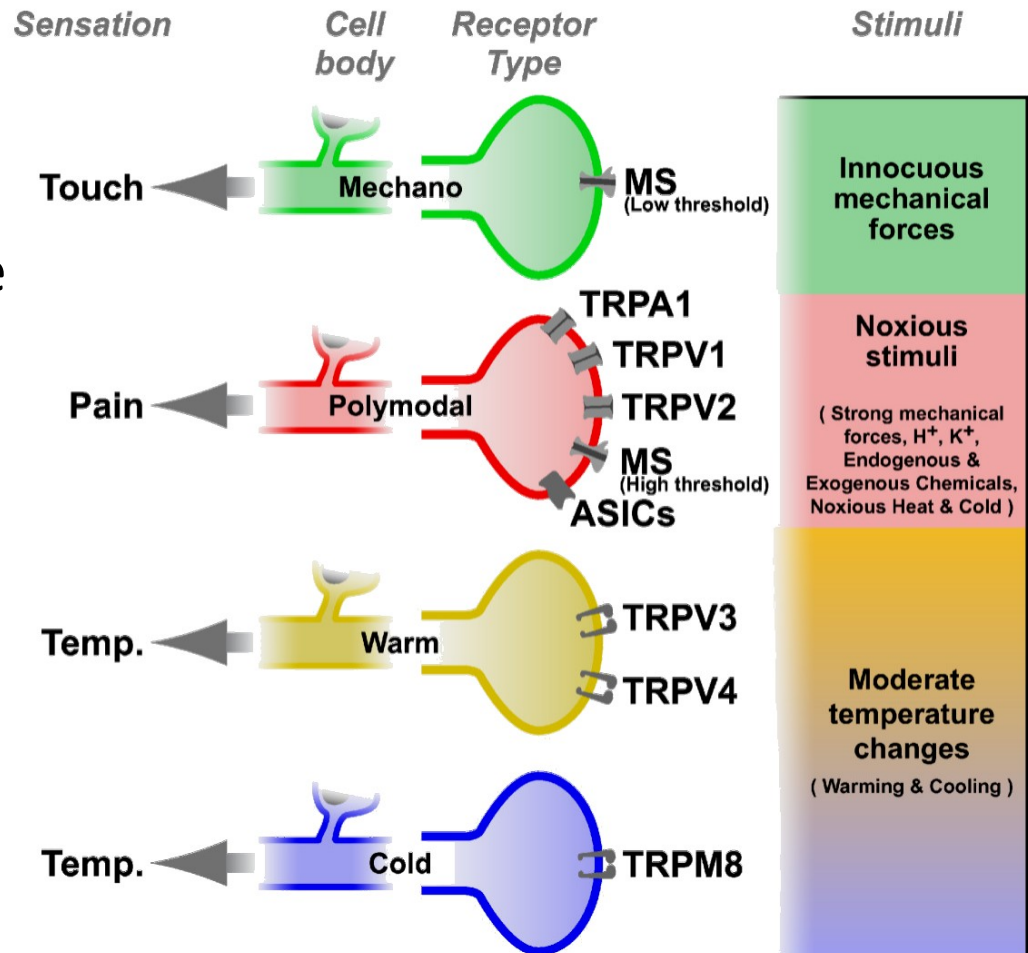 Sensation
Cell
body
Receptor
Type
Stimuli
Touch
Mechano
MS
(Low threshold)
Innocuous
mechanical
forces
e
Pain
Polymodal
TRPA1
TRPV1
TRPV2
MS
(High threshold)
ASICs
Noxious
stimuli
( Strong mechanical
forces, H⁺, K⁺,
Endogenous &
Exogenous Chemicals,
Noxious Heat & Cold )
Temp.
Warm
TRPV3
TRPV4
Moderate
temperature
changes
( Warming & Cooling )
Temp.
Cold
TRPM8